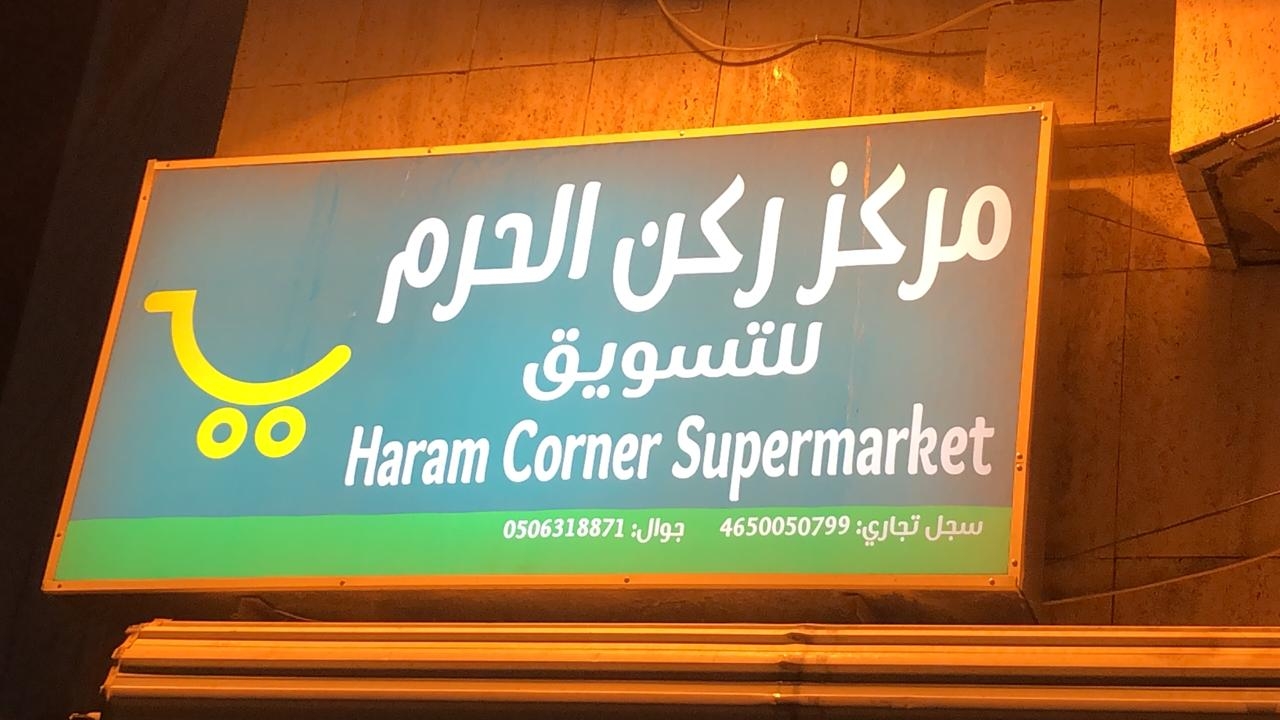 مركز ركن الحرم
للتسويق
Haram Corner Supermarket
سجل تجاري: 4650050799 جوال: 0506318871